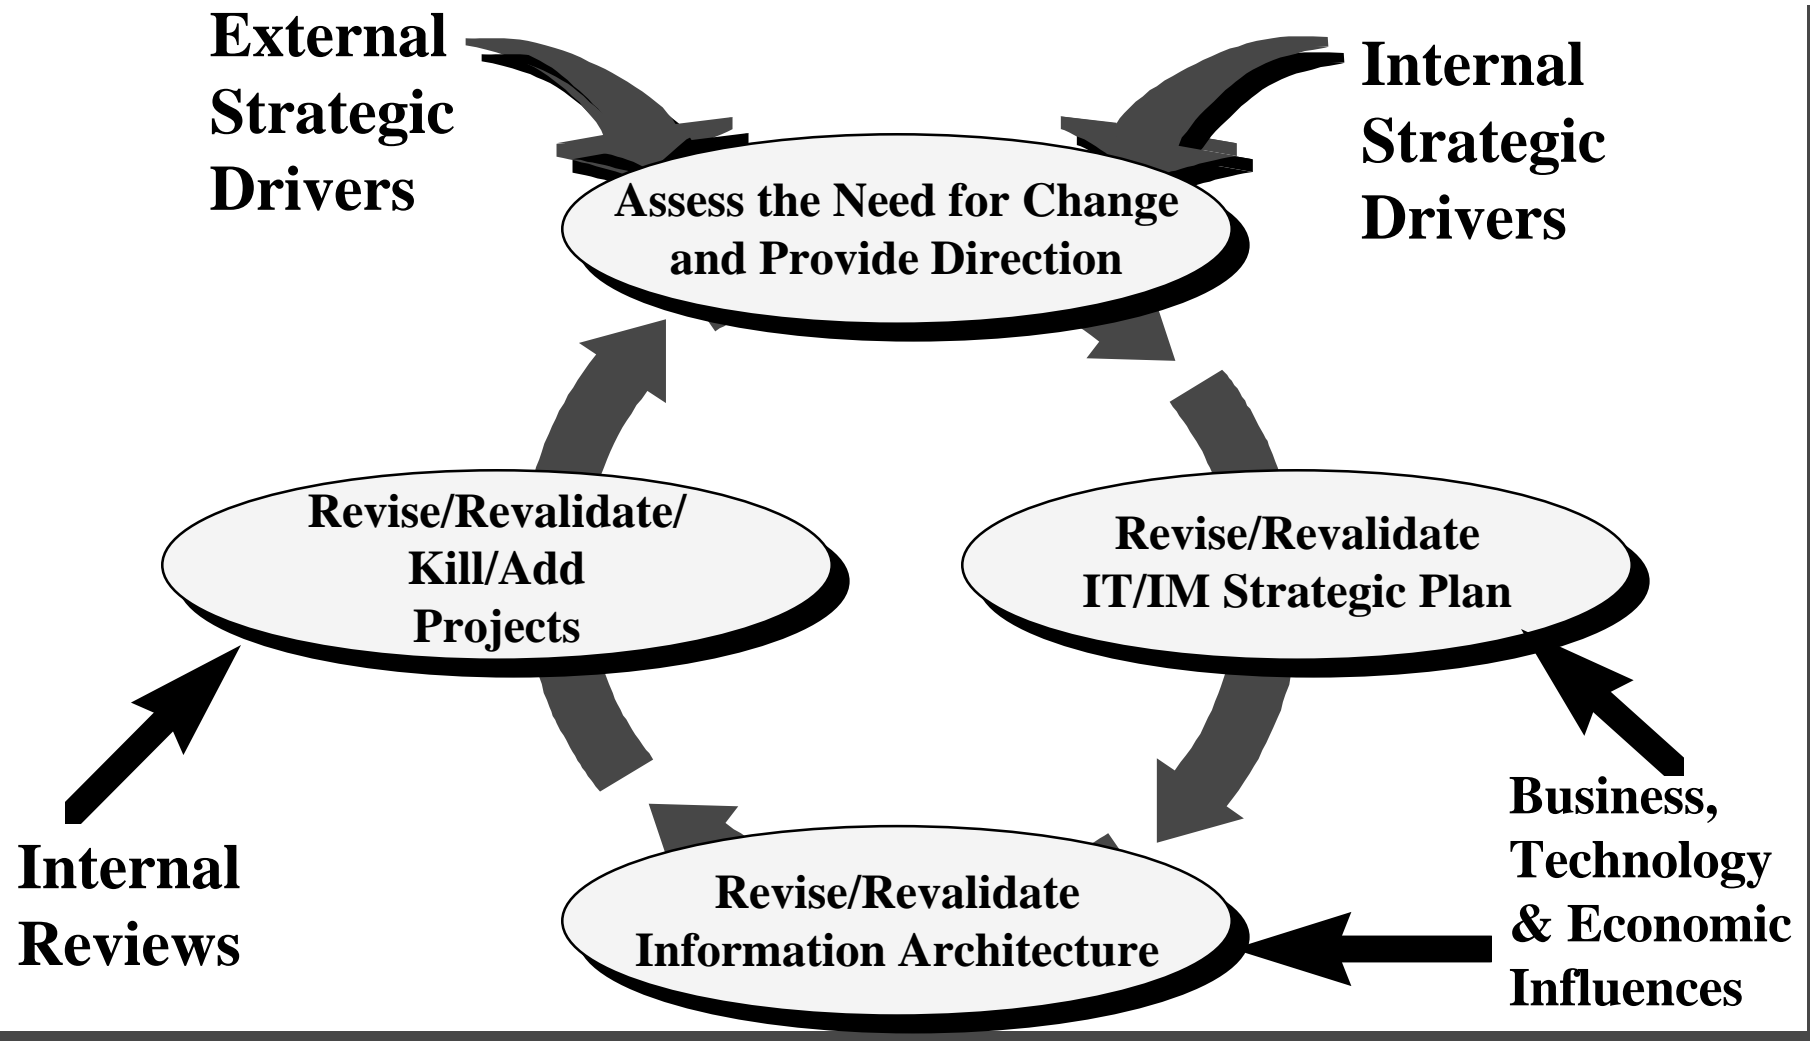 External
Strategic
Drivers
Internal
Strategic
Drivers
Assess the Need for Change
and Provide Direction
Revise/Revalidate/
Kill/Add
Projects
Revise/Revalidate
IT/IM Strategic Plan
Internal
Reviews
Revise/Revalidate
Information Architecture
Business,
Technology
& Economic
Influences